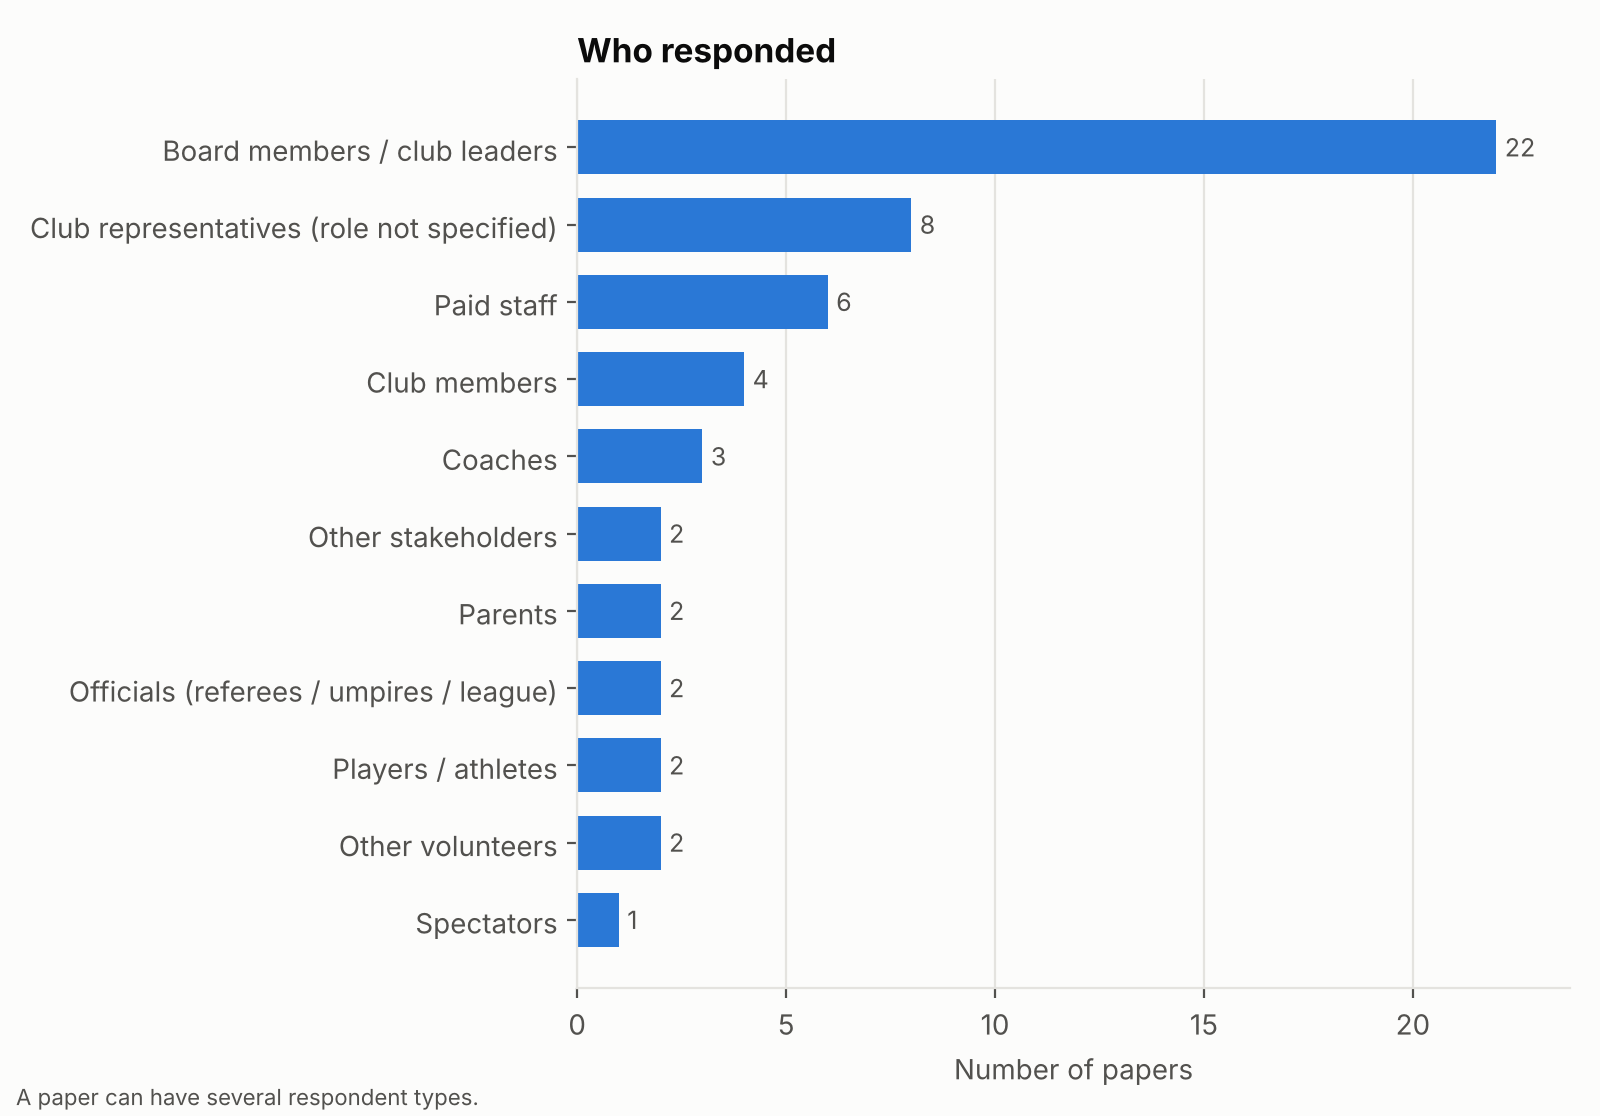 Who responded
Board members / club leaders 22
Club representatives (role not specified) 8
Paid staff 6
Club members 4
Coaches 3
Other stakeholders 2
Parents 2
Officials (referees / umpires / league) 2
Players / athletes 2
Other volunteers 2
Spectators 1
0 5 10 15 20
Number of papers
A paper can have several respondent types.